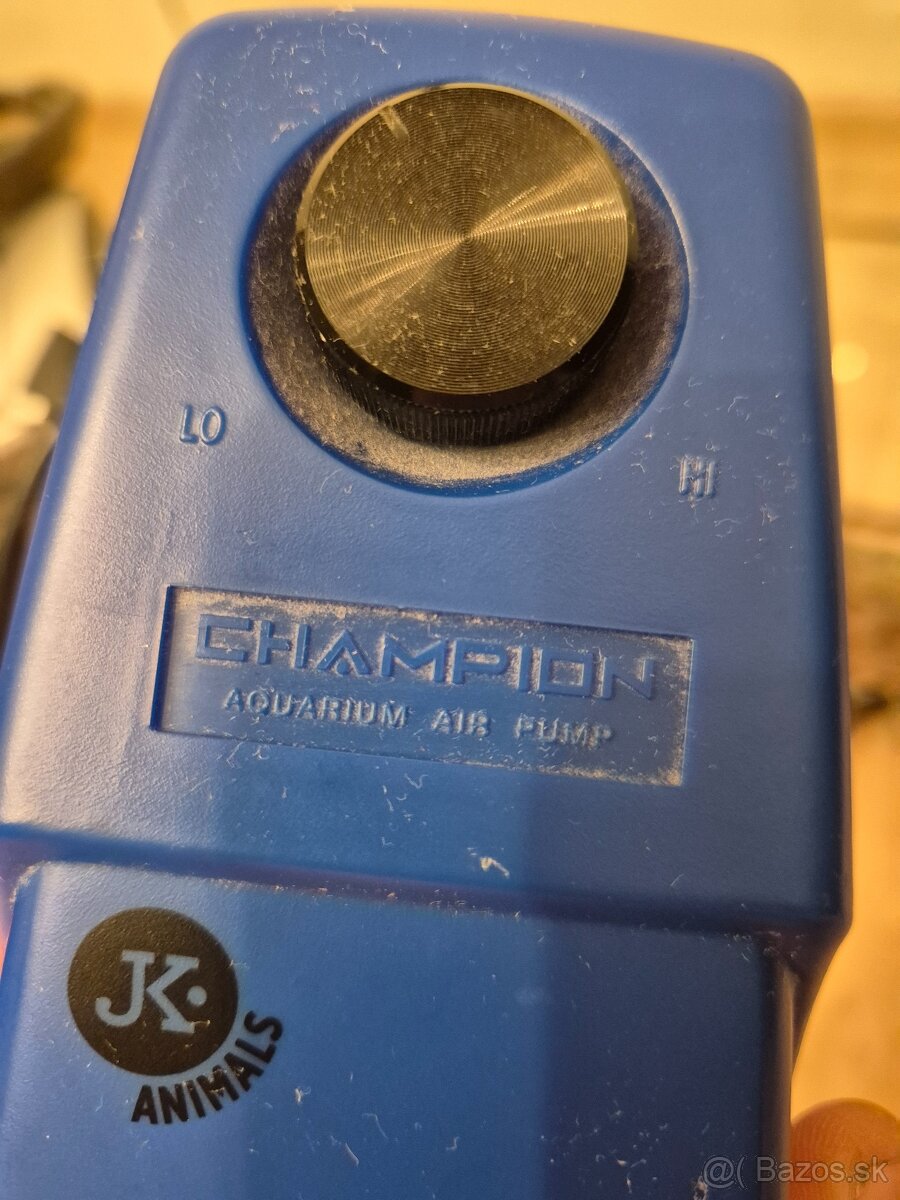 LO
HI
CHAMPION
AQUARIUM AIR PUMP
JK.
ANIMALS
@( Bazos.sk